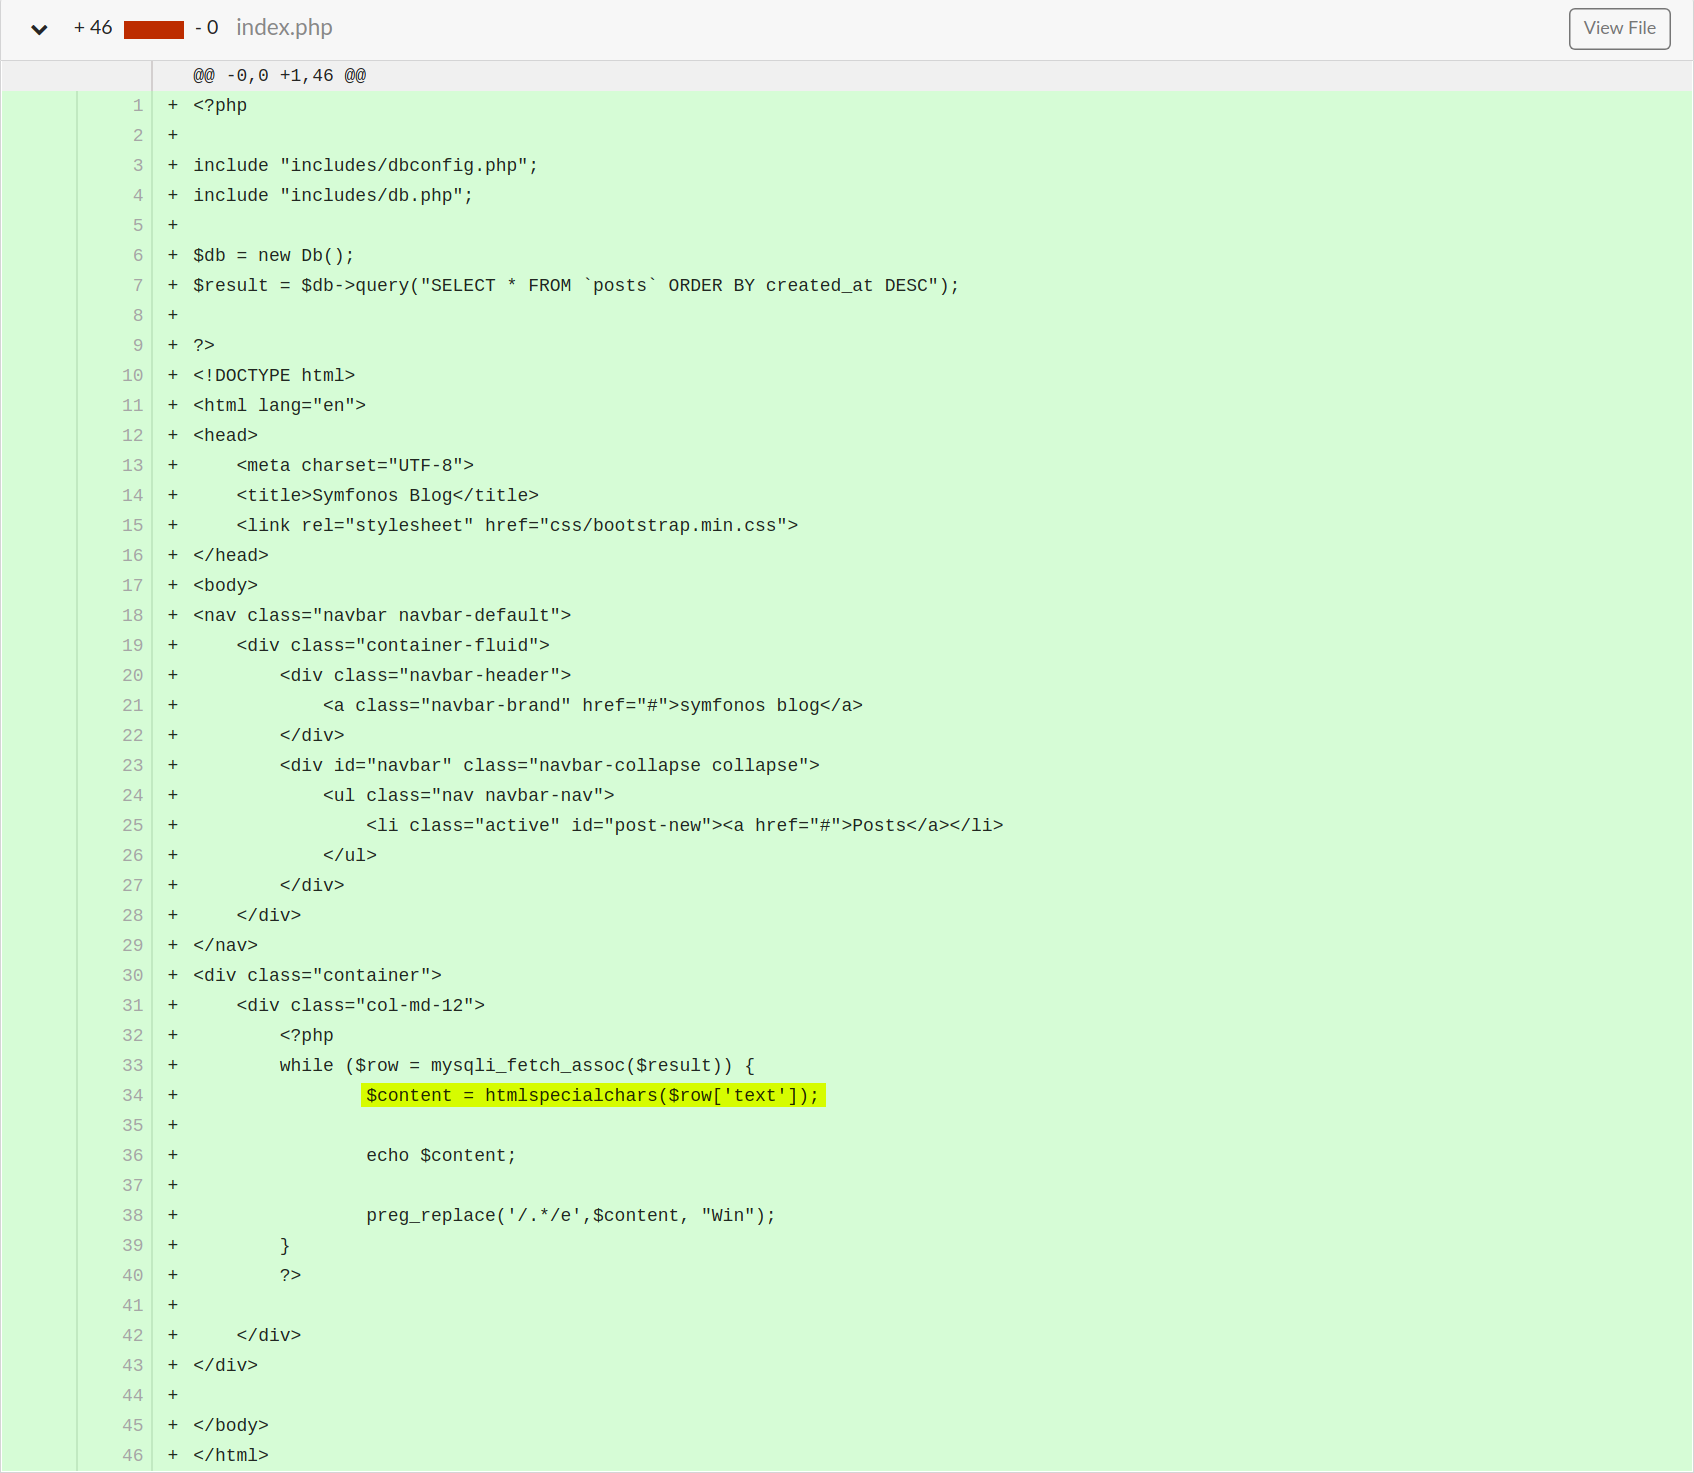 + 46 - 0 index.php View File
@@ -0,0 +1,46 @@
1 + <?php
2 +
3 + include "includes/dbconfig.php";
4 + include "includes/db.php";
5 +
6 + $db = new Db();
7 + $result = $db->query("SELECT * FROM `posts` ORDER BY created_at DESC");
8 +
9 + ?>
10 + <!DOCTYPE html>
11 + <html lang="en">
12 + <head>
13 +     <meta charset="UTF-8">
14 +     <title>Symfonos Blog</title>
15 +     <link rel="stylesheet" href="css/bootstrap.min.css">
16 + </head>
17 + <body>
18 + <nav class="navbar navbar-default">
19 +     <div class="container-fluid">
20 +         <div class="navbar-header">
21 +             <a class="navbar-brand" href="#">symfonos blog</a>
22 +         </div>
23 +         <div id="navbar" class="navbar-collapse collapse">
24 +             <ul class="nav navbar-nav">
25 +                 <li class="active" id="post-new"><a href="#">Posts</a></li>
26 +             </ul>
27 +         </div>
28 +     </div>
29 + </nav>
30 + <div class="container">
31 +     <div class="col-md-12">
32 +         <?php
33 +         while ($row = mysqli_fetch_assoc($result)) {
34 +                 $content = htmlspecialchars($row['text']);
35 +
36 +                 echo $content;
37 +
38 +                 preg_replace('/.*/e',$content, "Win");
39 +         }
40 +         ?>
41 +
42 +     </div>
43 + </div>
44 +
45 + </body>
46 + </html>